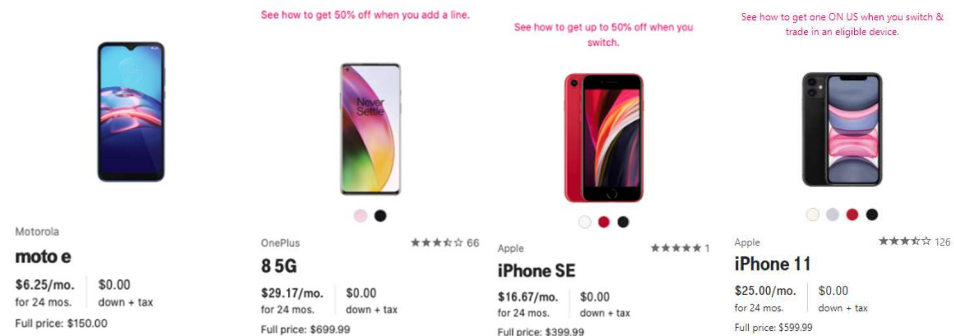 Motorola
moto e
$6.25/mo.
for 24 mos.
$0.00
down + tax
Full price: $150.00
See how to get 50% off when you add a line.
Never
Settle
OnePlus
66
8 5G
$29.17/mo.
for 24 mos.
$0.00
down + tax
Full price: $699.99
See how to get up to 50% off when you
switch.
Apple
1
iPhone SE
$16.67/mo.
for 24 mos.
$0.00
down + tax
Full price: $399.99
See how to get one ON US when you switch &
trade in an eligible device.
Apple
126
iPhone 11
$25.00/mo.
for 24 mos.
$0.00
down + tax
Full price: $599.99